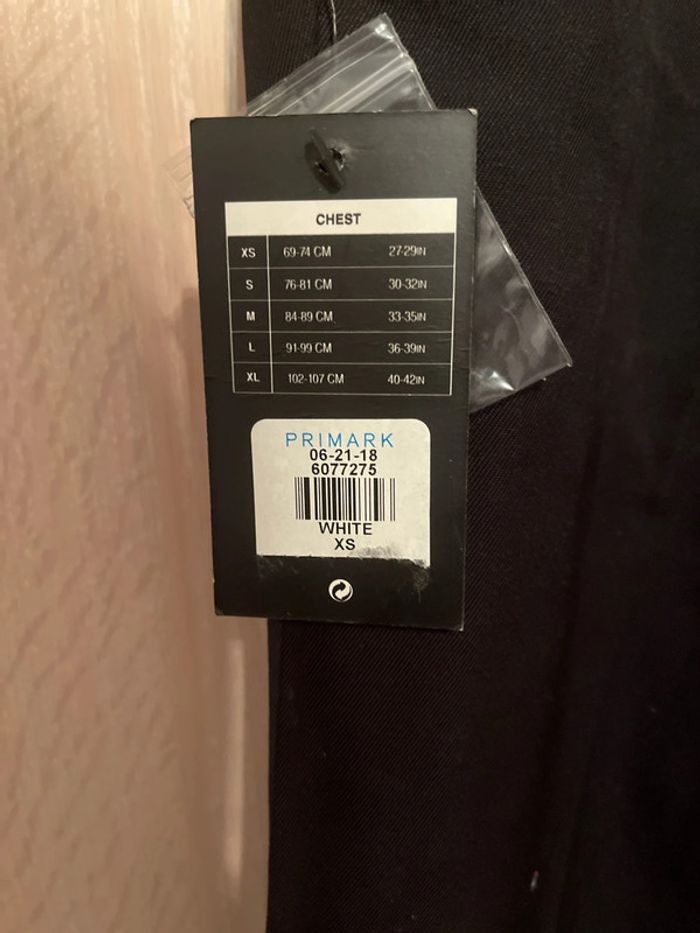 CHEST
XS 69-74 CM 27-29IN
S 76-81 CM 30-32IN
M 84-89 CM 33-35IN
L 91-99 CM 36-39IN
XL 102-107 CM 40-42IN
PRIMARK
06-21-18
6077275
WHITE
XS